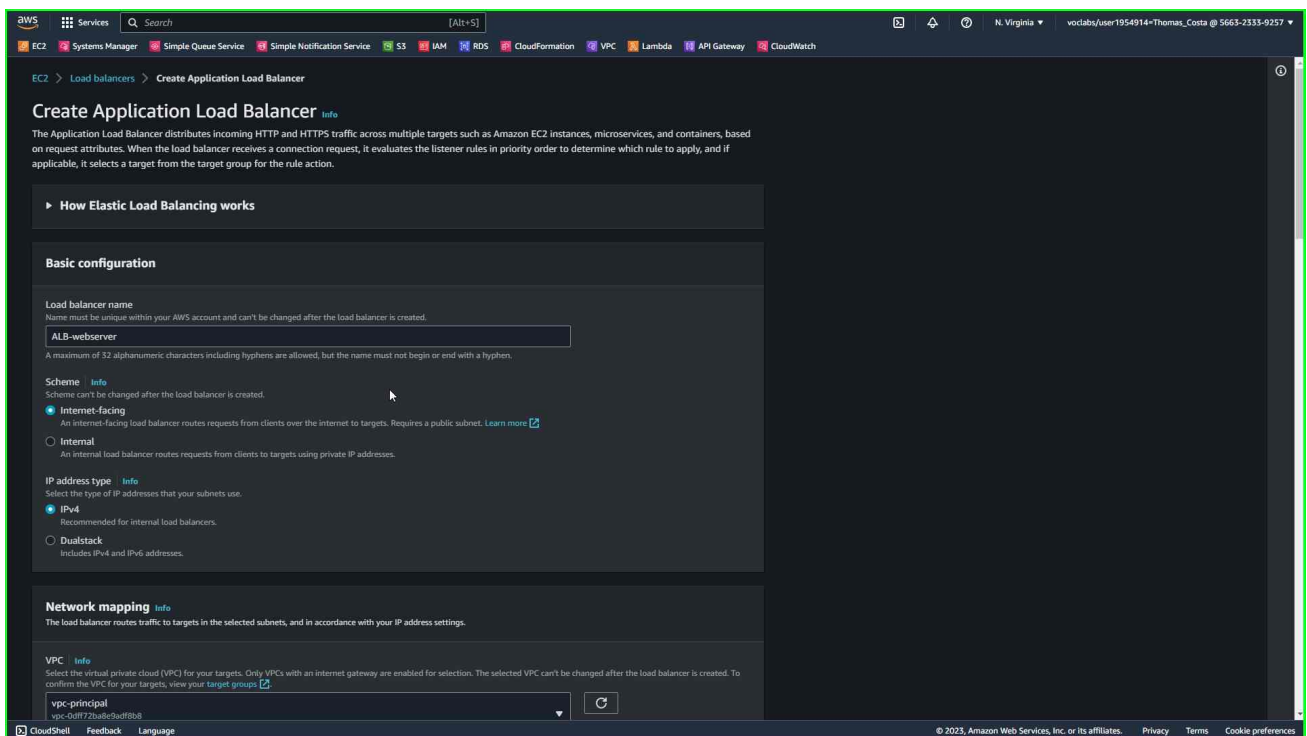 aws Services Search [Alt+S] N. Virginia voclabs/user1954914=Thomas_Costa @ 5663-2333-9257
EC2 Systems Manager Simple Queue Service Simple Notification Service S3 IAM RDS CloudFormation VPC Lambda API Gateway CloudWatch
EC2 > Load balancers > Create Application Load Balancer
Create Application Load Balancer Info
The Application Load Balancer distributes incoming HTTP and HTTPS traffic across multiple targets such as Amazon EC2 instances, microservices, and containers, based
on request attributes. When the load balancer receives a connection request, it evaluates the listener rules in priority order to determine which rule to apply, and if
applicable, it selects a target from the target group for the rule action.
How Elastic Load Balancing works
Basic configuration
Load balancer name
Name must be unique within your AWS account and can't be changed after the load balancer is created.
ALB-webserver
A maximum of 32 alphanumeric characters including hyphens are allowed, but the name must not begin or end with a hyphen.
Scheme Info
Scheme can't be changed after the load balancer is created.
Internet-facing
An internet-facing load balancer routes requests from clients over the internet to targets. Requires a public subnet. Learn more
Internal
An internal load balancer routes requests from clients to targets using private IP addresses.
IP address type Info
Select the type of IP addresses that your subnets use.
IPv4
Recommended for internal load balancers.
Dualstack
Includes IPv4 and IPv6 addresses.
Network mapping Info
The load balancer routes traffic to targets in the selected subnets, and in accordance with your IP address settings.
VPC Info
Select the virtual private cloud (VPC) for your targets. Only VPCs with an internet gateway are enabled for selection. The selected VPC can't be changed after the load balancer is created. To
confirm the VPC for your targets, view your target groups.
vpc-principal
vpc-0dff72ba8e9adf8b8
CloudShell Feedback Language © 2023, Amazon Web Services, Inc. or its affiliates. Privacy Terms Cookie preferences